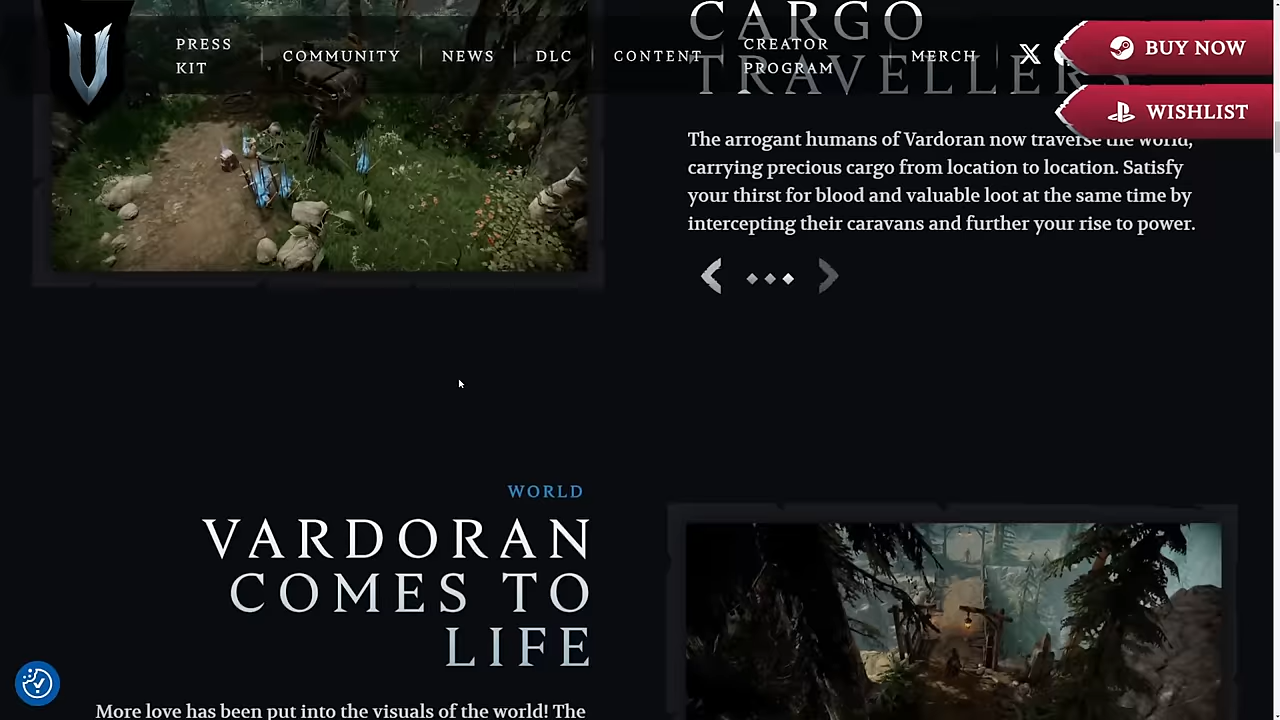 CARGO
TRAVELLERS
PRESS
KIT
COMMUNITY
NEWS
DLC
CONTENT
CREATOR
PROGRAM
MERCH
BUY NOW
WISHLIST
The arrogant humans of Vardoran now traverse the world,
carrying precious cargo from location to location. Satisfy
your thirst for blood and valuable loot at the same time by
intercepting their caravans and further your rise to power.
WORLD
VARDORAN
COMES TO
LIFE
More love has been put into the visuals of the world! The